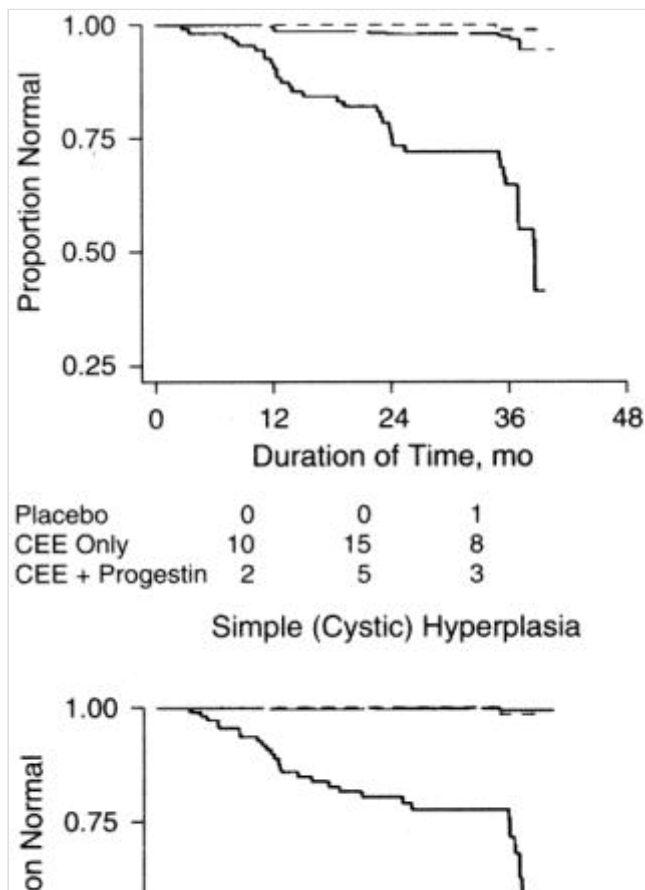 1.00
0.75
0.50
0.25
Proportion Normal
0 12 24 36 48
Duration of Time, mo
Placebo 0 0 1
CEE Only 10 15 8
CEE + Progestin 2 5 3
Simple (Cystic) Hyperplasia
1.00
0.75
on Normal